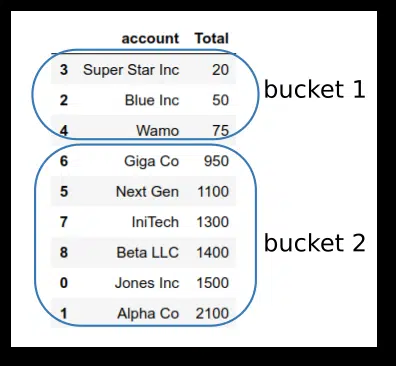 account Total
3 Super Star Inc 20
2 Blue Inc 50
bucket 1
4 Wamo 75
6 Giga Co 950
5 Next Gen 1100
7 IniTech 1300
bucket 2
8 Beta LLC 1400
0 Jones Inc 1500
1 Alpha Co 2100